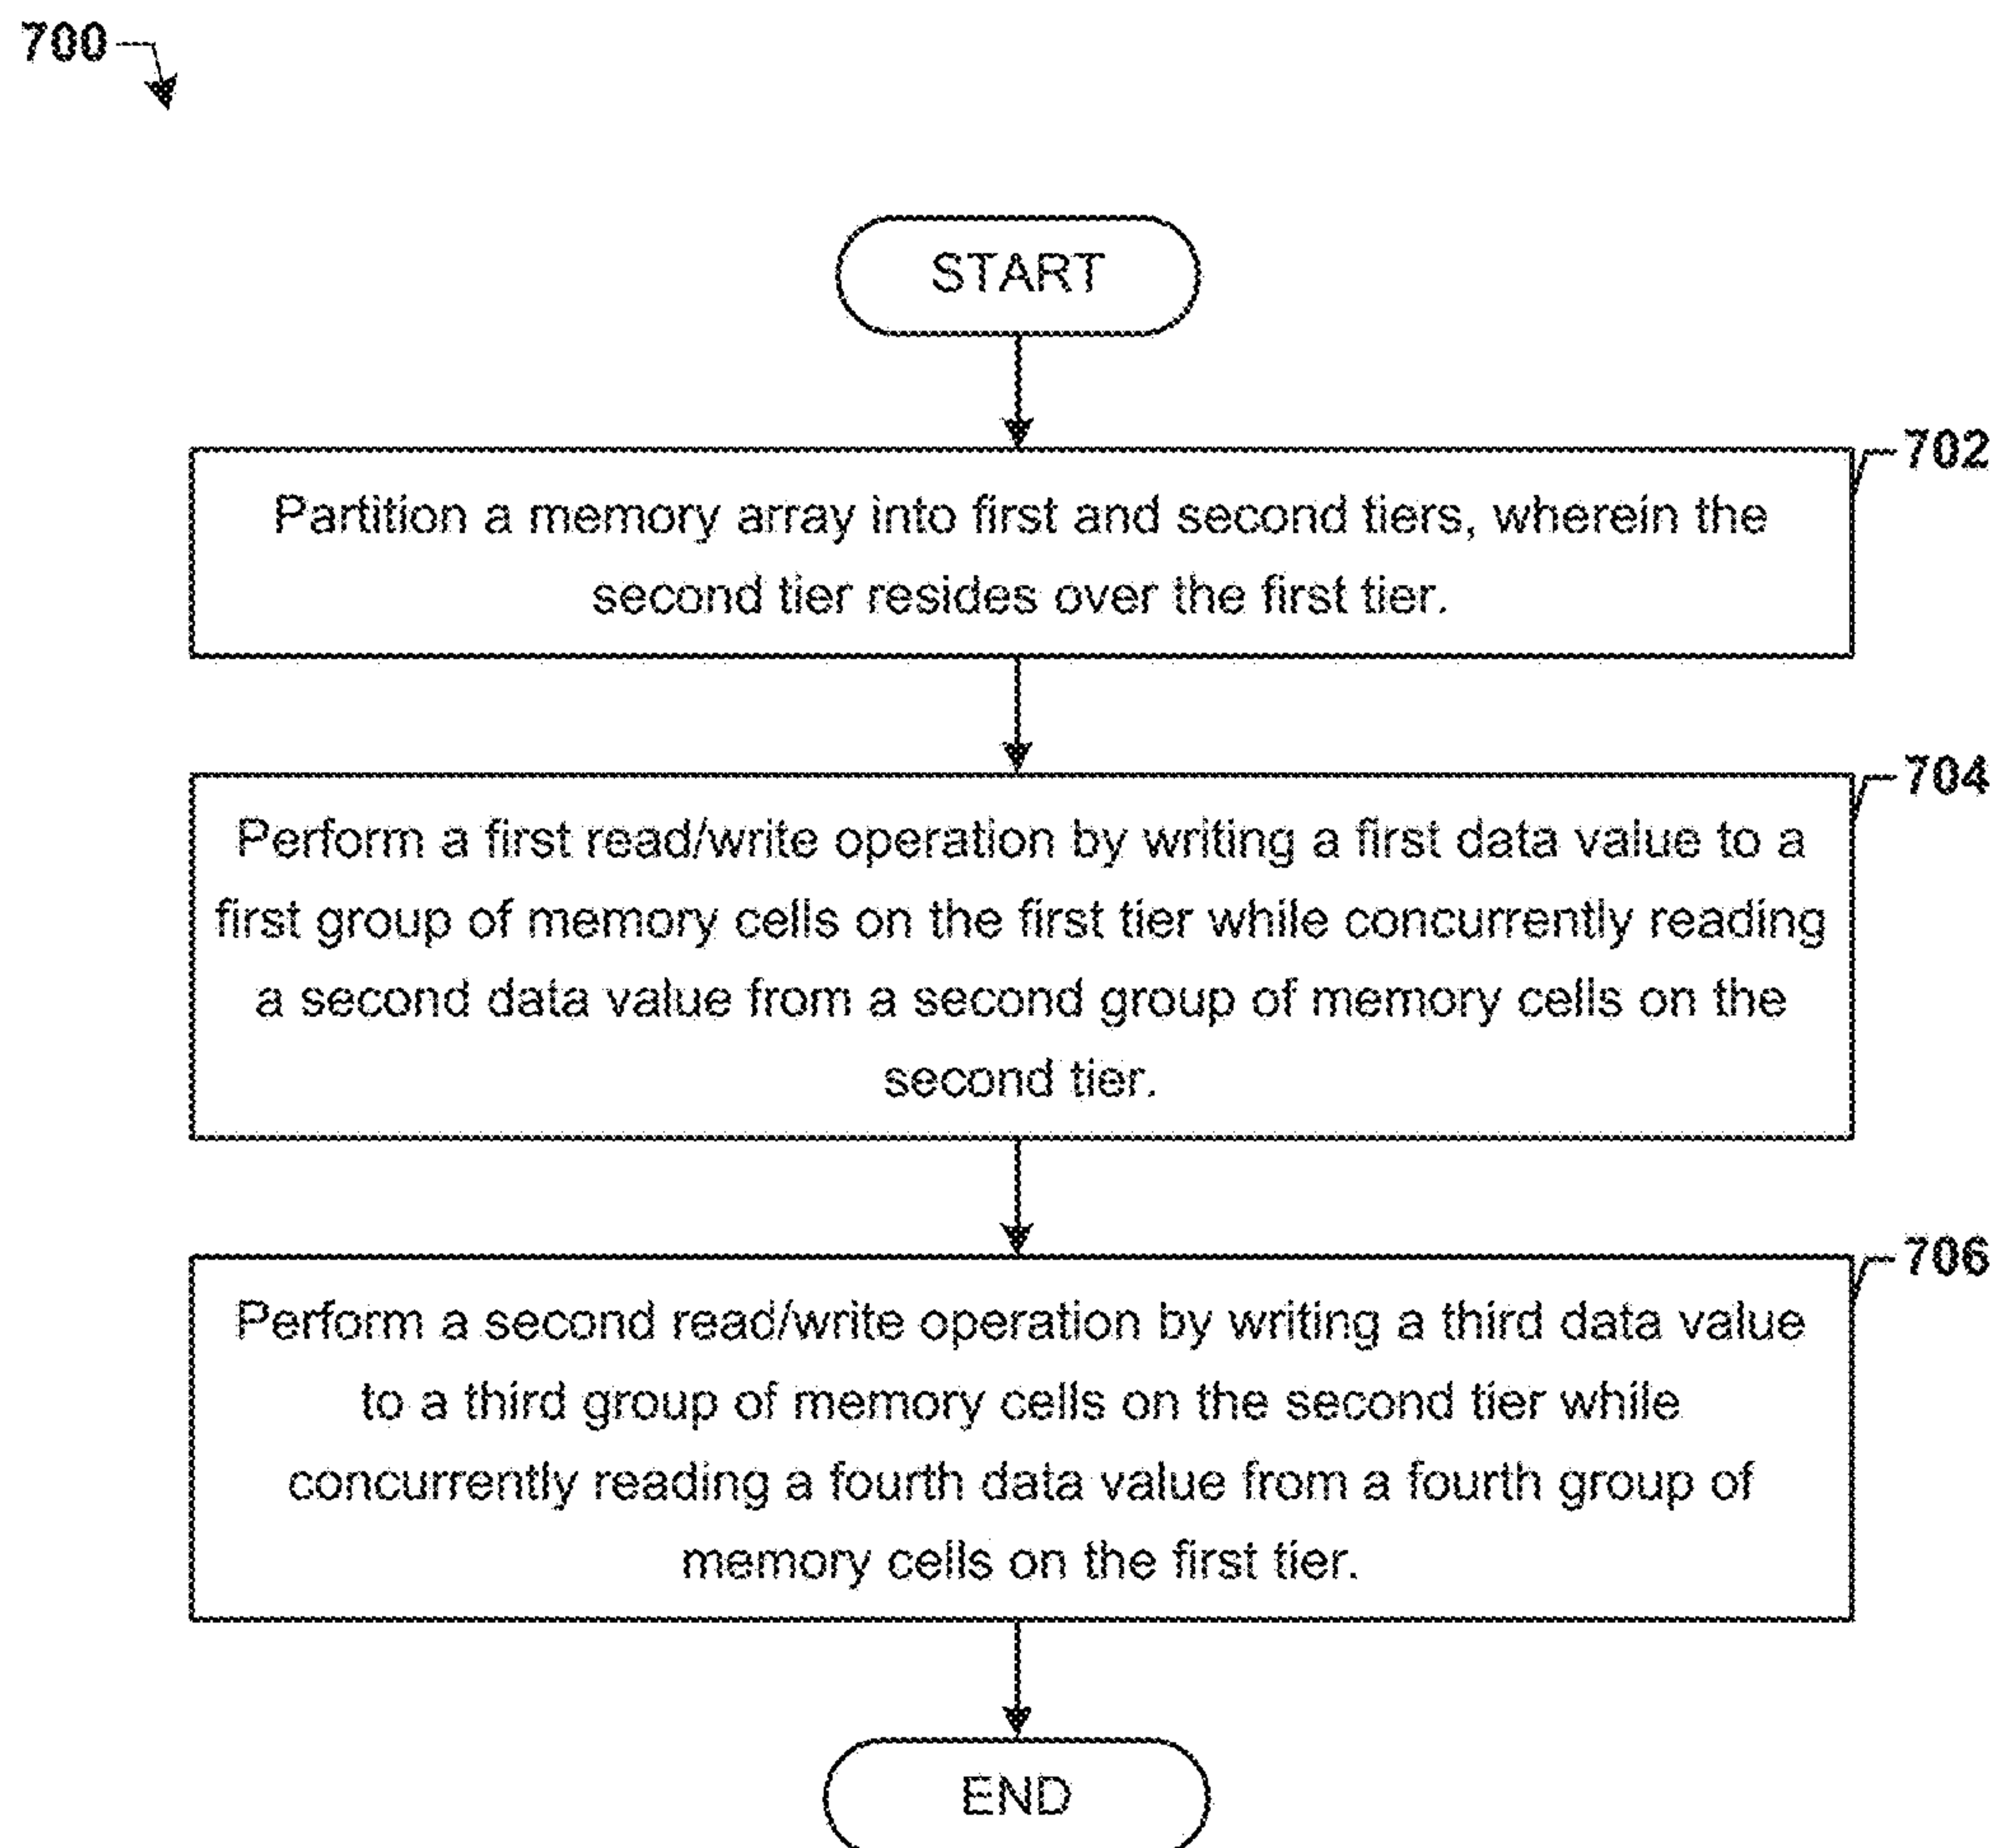 700
START
702
Partition a memory array into first and second tiers, wherein the
second tier resides over the first tier.
704
Perform a first read/write operation by writing a first data value to a
first group of memory cells on the first tier while concurrently reading
a second data value from a second group of memory cells on the
second tier.
706
Perform a second read/write operation by writing a third data value
to a third group of memory cells on the second tier while
concurrently reading a fourth data value from a fourth group of
memory cells on the first tier.
END